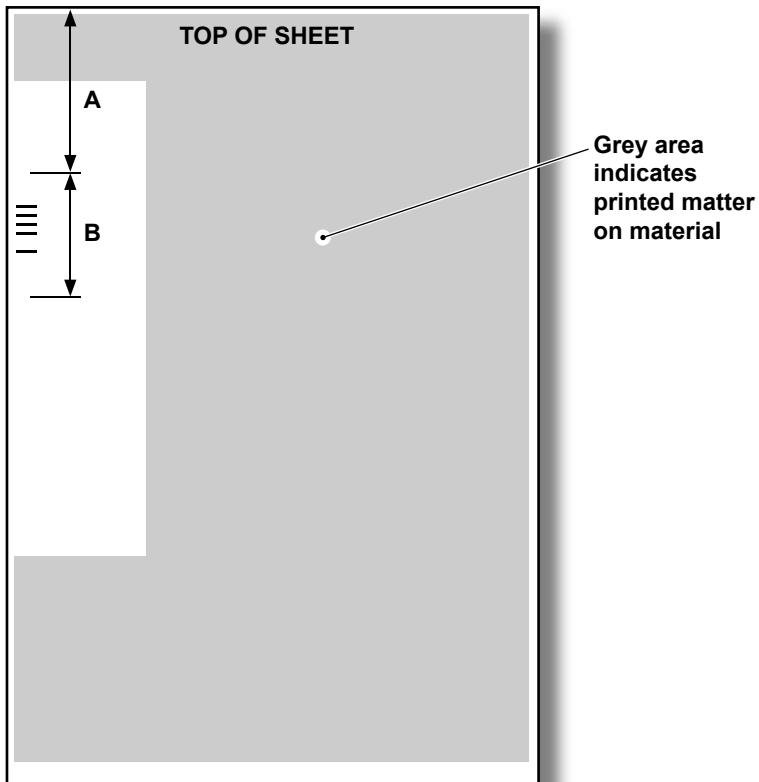 TOP OF SHEET
A
B
Grey area
indicates
printed matter
on material